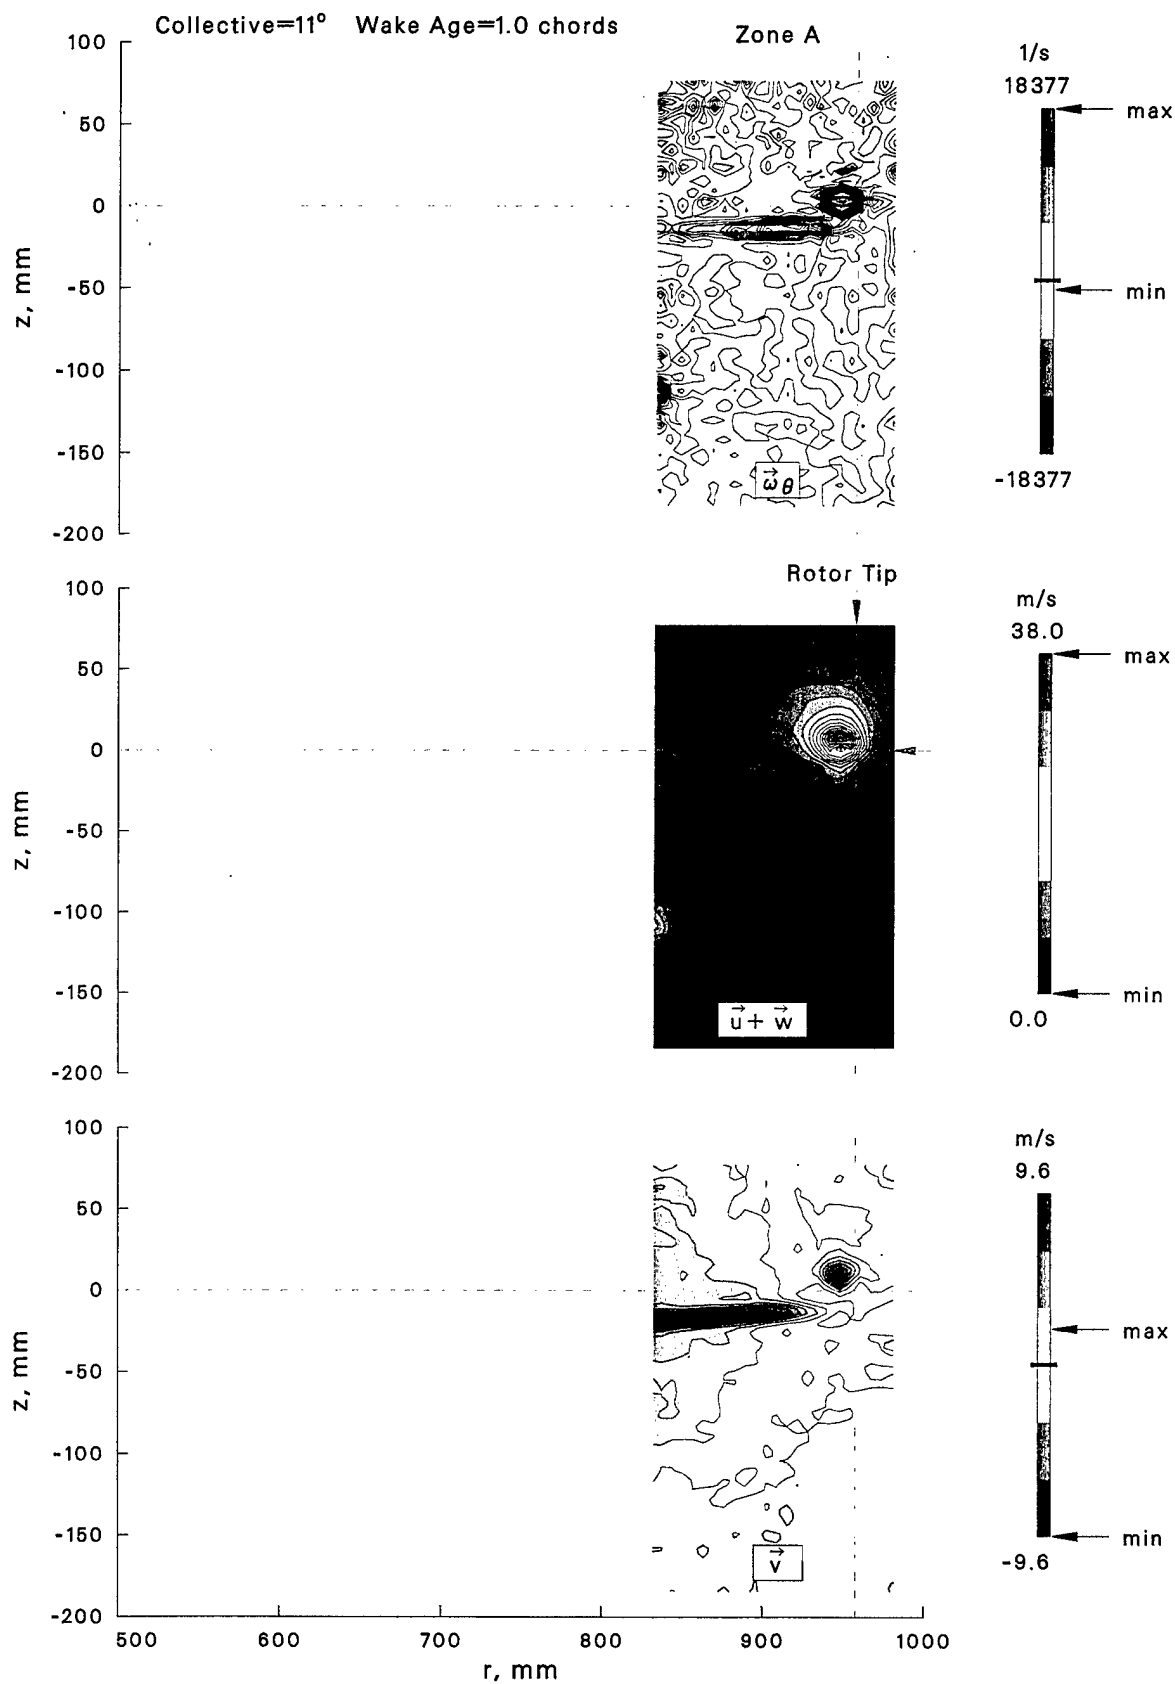 Collective=11° Wake Age=1.0 chords
Zone A
1/s
18377
max
min
-18377
100
50
0
-50
-100
-150
-200
z, mm
ω⃗θ
Rotor Tip
m/s
38.0
max
min
0.0
100
50
0
-50
-100
-150
-200
z, mm
u⃗ + w⃗
m/s
9.6
max
min
-9.6
100
50
0
-50
-100
-150
-200
z, mm
v⃗
500 600 700 800 900 1000
r, mm